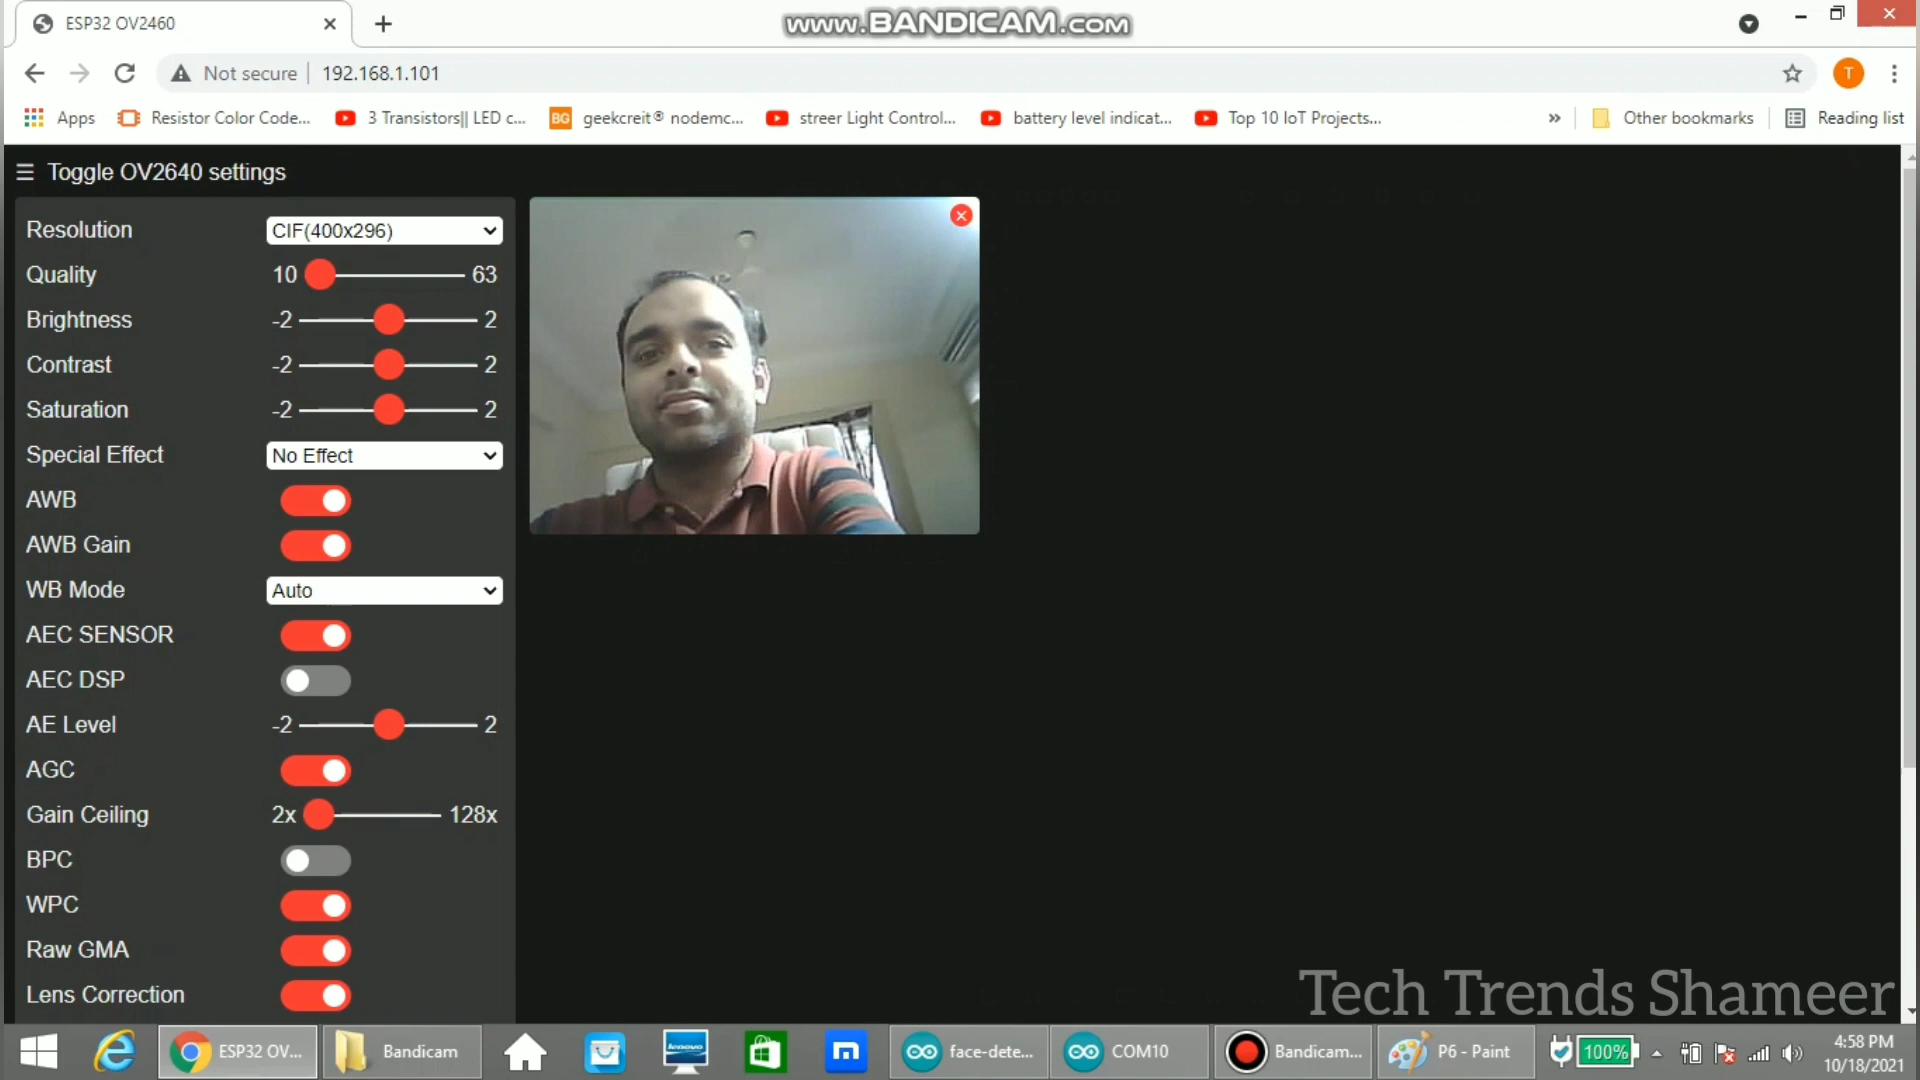 ESP32 OV2460
www.BANDICAM.com
Not secure
192.168.1.101
T
Apps
Resistor Color Code...
3 Transistors|| LED c...
BG
geekcreit® nodemc...
streer Light Control...
battery level indicat...
Top 10 IoT Projects...
»
Other bookmarks
Reading list
☰ Toggle OV2640 settings
Resolution CIF(400x296)
Quality 10 63
Brightness -2 2
Contrast -2 2
Saturation -2 2
Special Effect No Effect
AWB
AWB Gain
WB Mode Auto
AEC SENSOR
AEC DSP
AE Level -2 2
AGC
Gain Ceiling 2x 128x
BPC
WPC
Raw GMA
Lens Correction
Tech Trends Shameer
ESP32 OV...
Bandicam
lenovo
m
face-dete...
COM10
Bandicam...
P6 - Paint
100%
4:58 PM
10/18/2021